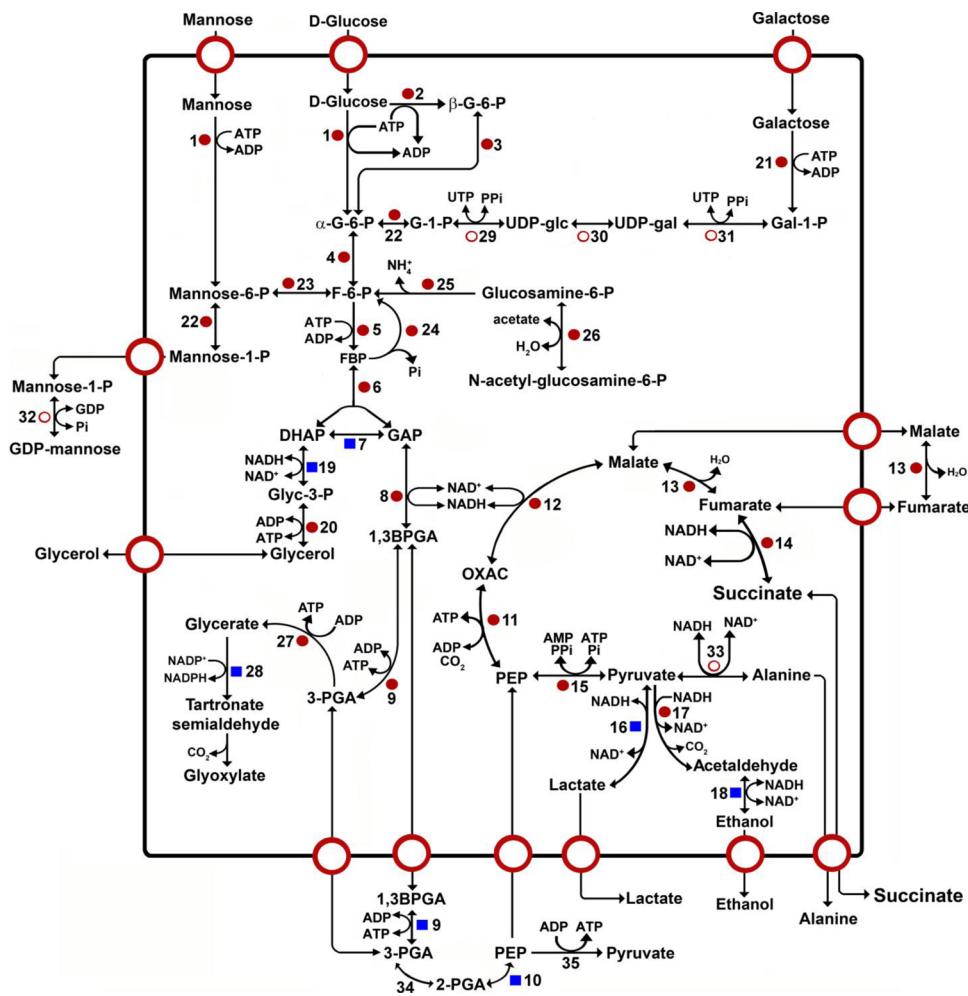 Mannose
D-Glucose
Galactose
Mannose
D-Glucose
2
β-G-6-P
Galactose
1
ATP
ADP
1
ATP
ADP
3
21
ATP
ADP
α-G-6-P
22
G-1-P
UTP
PPi
29
UDP-glc
30
UDP-gal
UTP
PPi
31
Gal-1-P
4
NH₄⁺
Mannose-6-P
23
F-6-P
25
Glucosamine-6-P
22
ATP
ADP
5
24
acetate
H₂O
26
Mannose-1-P
FBP
Pi
N-acetyl-glucosamine-6-P
Mannose-1-P
32
GDP
Pi
GDP-mannose
6
DHAP
7
GAP
NADH
NAD⁺
19
Glyc-3-P
ADP
ATP
20
Glycerol
Glycerol
8
NAD⁺
NADH
12
1,3BPGA
Malate
H₂O
13
Fumarate
Malate
13
H₂O
Fumarate
NADH
NAD⁺
14
Succinate
OXAC
ATP
ADP
CO₂
11
Glycerate
27
ATP
ADP
NADP⁺
NADPH
28
ADP
ATP
9
3-PGA
Tartronate
semialdehyde
CO₂
Glyoxylate
PEP
AMP
PPi
ATP
Pi
15
Pyruvate
NADH
NAD⁺
33
Alanine
NADH
16
NAD⁺
Lactate
NADH
17
NAD⁺
CO₂
Acetaldehyde
18
NADH
NAD⁺
Ethanol
1,3BPGA
ADP
ATP
9
3-PGA
34
2-PGA
10
PEP
ADP
ATP
35
Pyruvate
Lactate
Ethanol
Alanine
Succinate